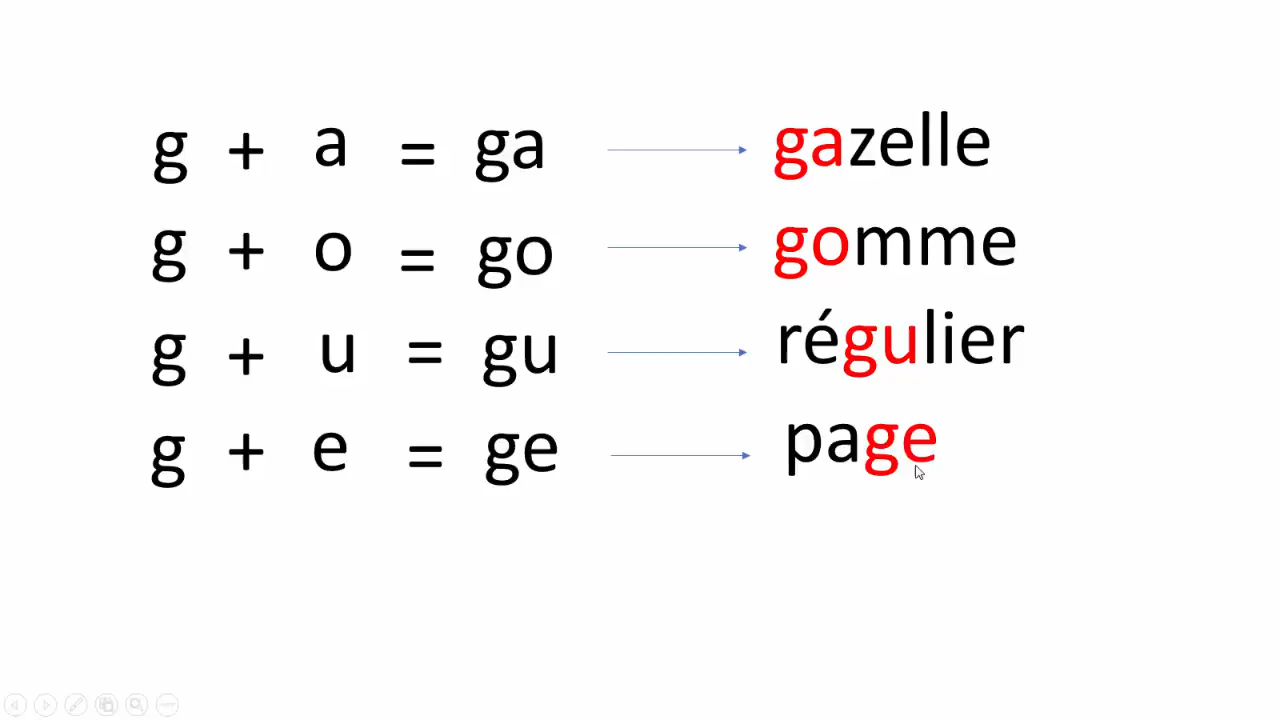 g + a = ga gazelle
g + o = go gomme
g + u = gu régulier
g + e = ge page